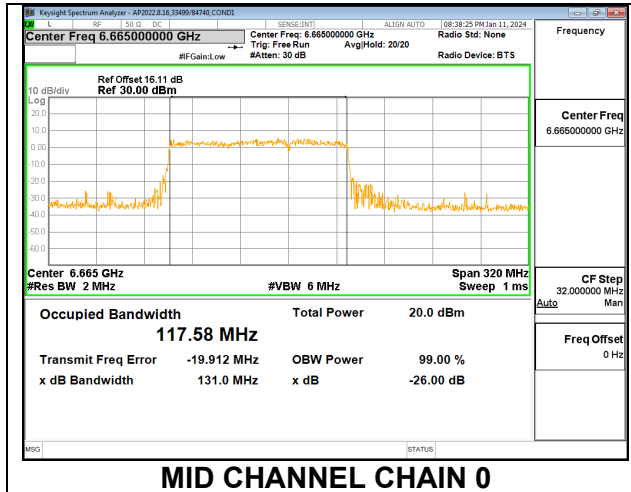 Keysight Spectrum Analyzer - AP2022.8.16,33499/84740,COND1
LXI L RF 50 Ω DC SENSE:INT ALIGN AUTO 08:38:25 PM Jan 11, 2024
Center Freq 6.665000000 GHz
Center Freq: 6.665000000 GHz
Radio Std: None
Trig: Free Run Avg|Hold: 20/20
#IFGain:Low #Atten: 30 dB Radio Device: BTS
Frequency
Ref Offset 16.11 dB
10 dB/div Ref 30.00 dBm
Log
20.0
10.0
0.00
-10.0
-20.0
-30.0
-40.0
-50.0
-60.0
Center Freq
6.665000000 GHz
Center 6.665 GHz Span 320 MHz
#Res BW 2 MHz #VBW 6 MHz Sweep 1 ms
CF Step
32.000000 MHz
Auto Man
Freq Offset
0 Hz
Occupied Bandwidth Total Power 20.0 dBm
117.58 MHz
Transmit Freq Error -19.912 MHz OBW Power 99.00 %
x dB Bandwidth 131.0 MHz x dB -26.00 dB
MSG STATUS
MID CHANNEL CHAIN 0